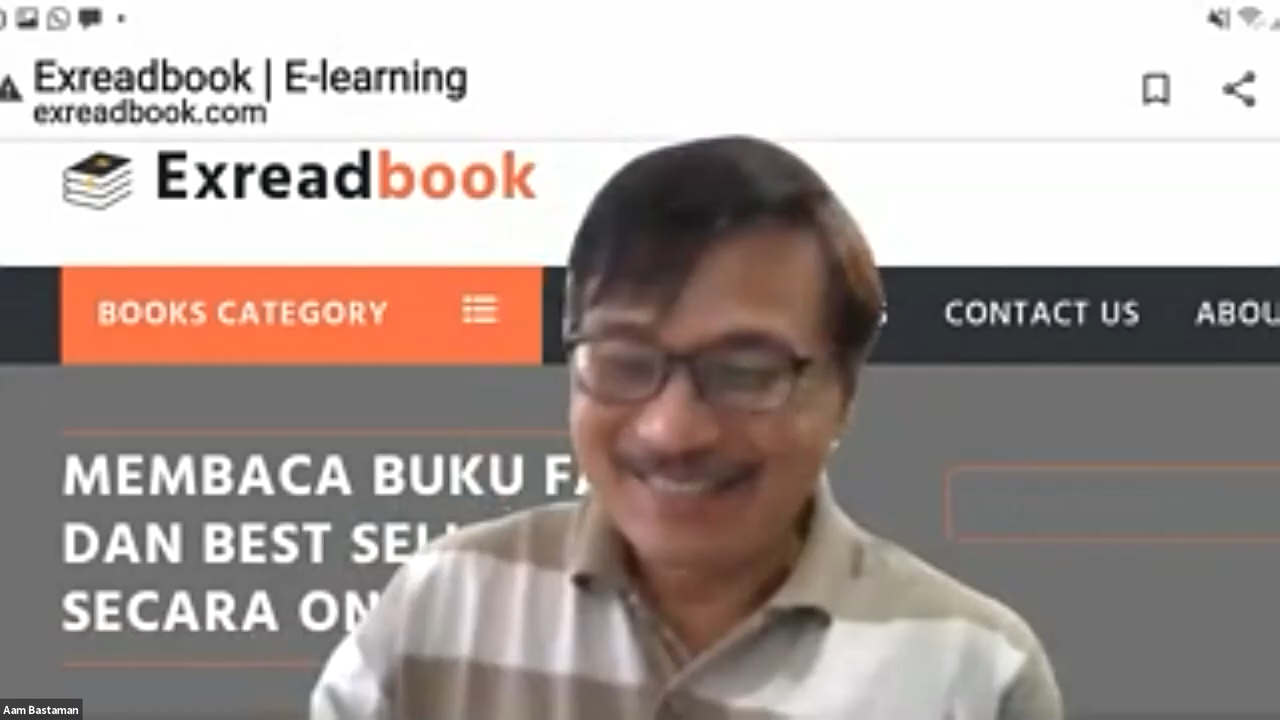 Exreadbook | E-learning
exreadbook.com
Exreadbook
BOOKS CATEGORY
CONTACT US
MEMBACA BUKU
DAN BEST
SECARA
Aam Bastaman